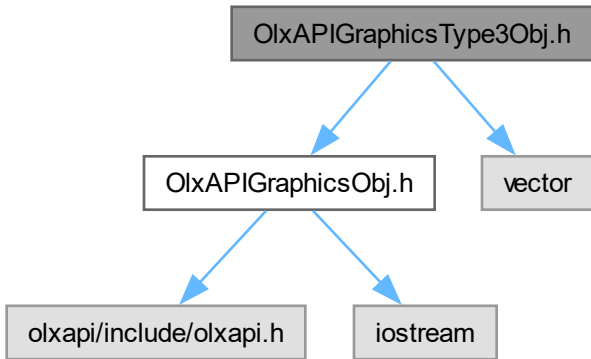 OlxAPIGraphicsType3Obj.h
OlxAPIGraphicsObj.h
vector
olxapi/include/olxapi.h
iostream